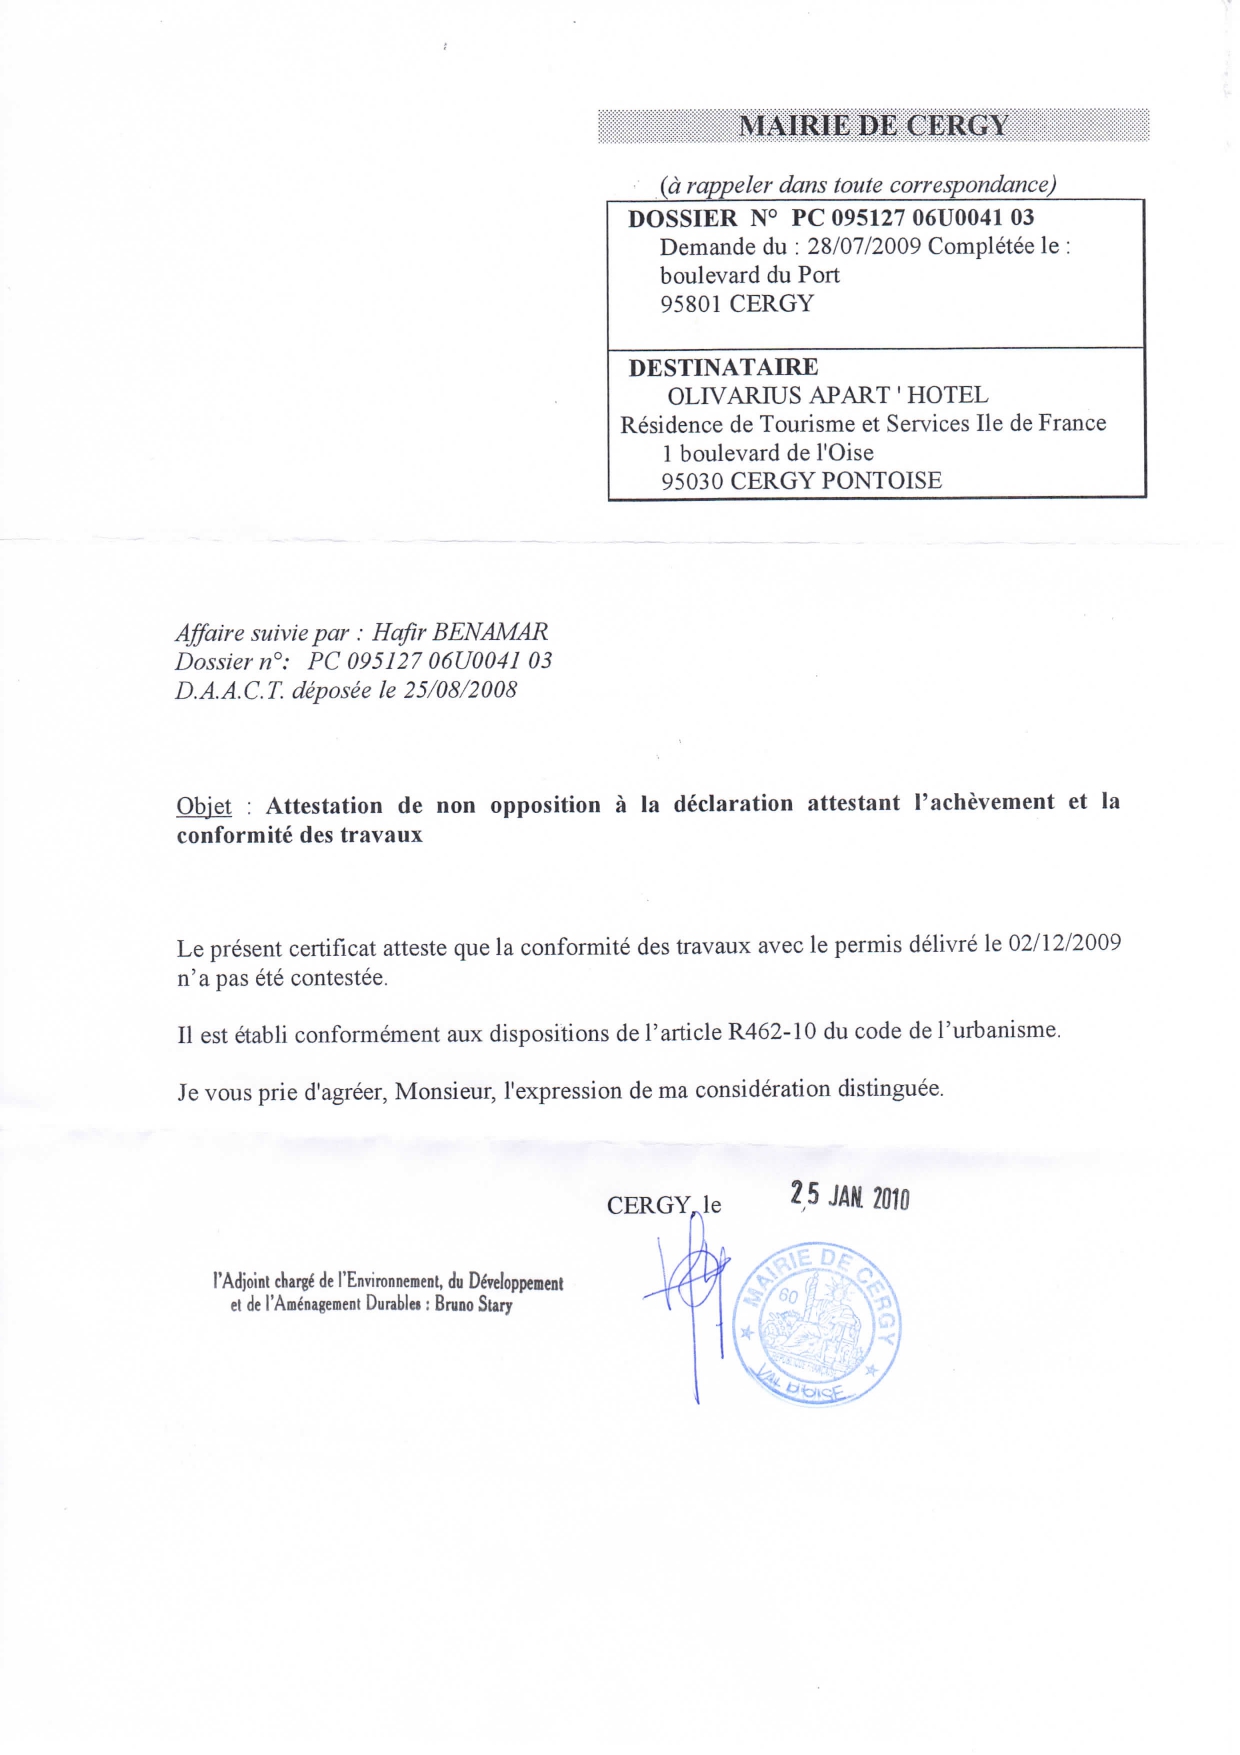 MAIRIE DE CERGY
(à rappeler dans toute correspondance)
DOSSIER N° PC 095127 06U0041 03
Demande du : 28/07/2009 Complétée le :
boulevard du Port
95801 CERGY
DESTINATAIRE
OLIVARIUS APART ' HOTEL
Résidence de Tourisme et Services Ile de France
1 boulevard de l'Oise
95030 CERGY PONTOISE
Affaire suivie par : Hafir BENAMAR
Dossier n°: PC 095127 06U0041 03
D.A.A.C.T. déposée le 25/08/2008
Objet : Attestation de non opposition à la déclaration attestant l’achèvement et la
conformité des travaux
Le présent certificat atteste que la conformité des travaux avec le permis délivré le 02/12/2009
n’a pas été contestée.
Il est établi conformément aux dispositions de l’article R462-10 du code de l’urbanisme.
Je vous prie d'agréer, Monsieur, l'expression de ma considération distinguée.
CERGY, le 25 JAN. 2010
l’Adjoint chargé de l’Environnement, du Développement
et de l’Aménagement Durables : Bruno Stary
MAIRIE DE CERGY
60
VAL D'OISE